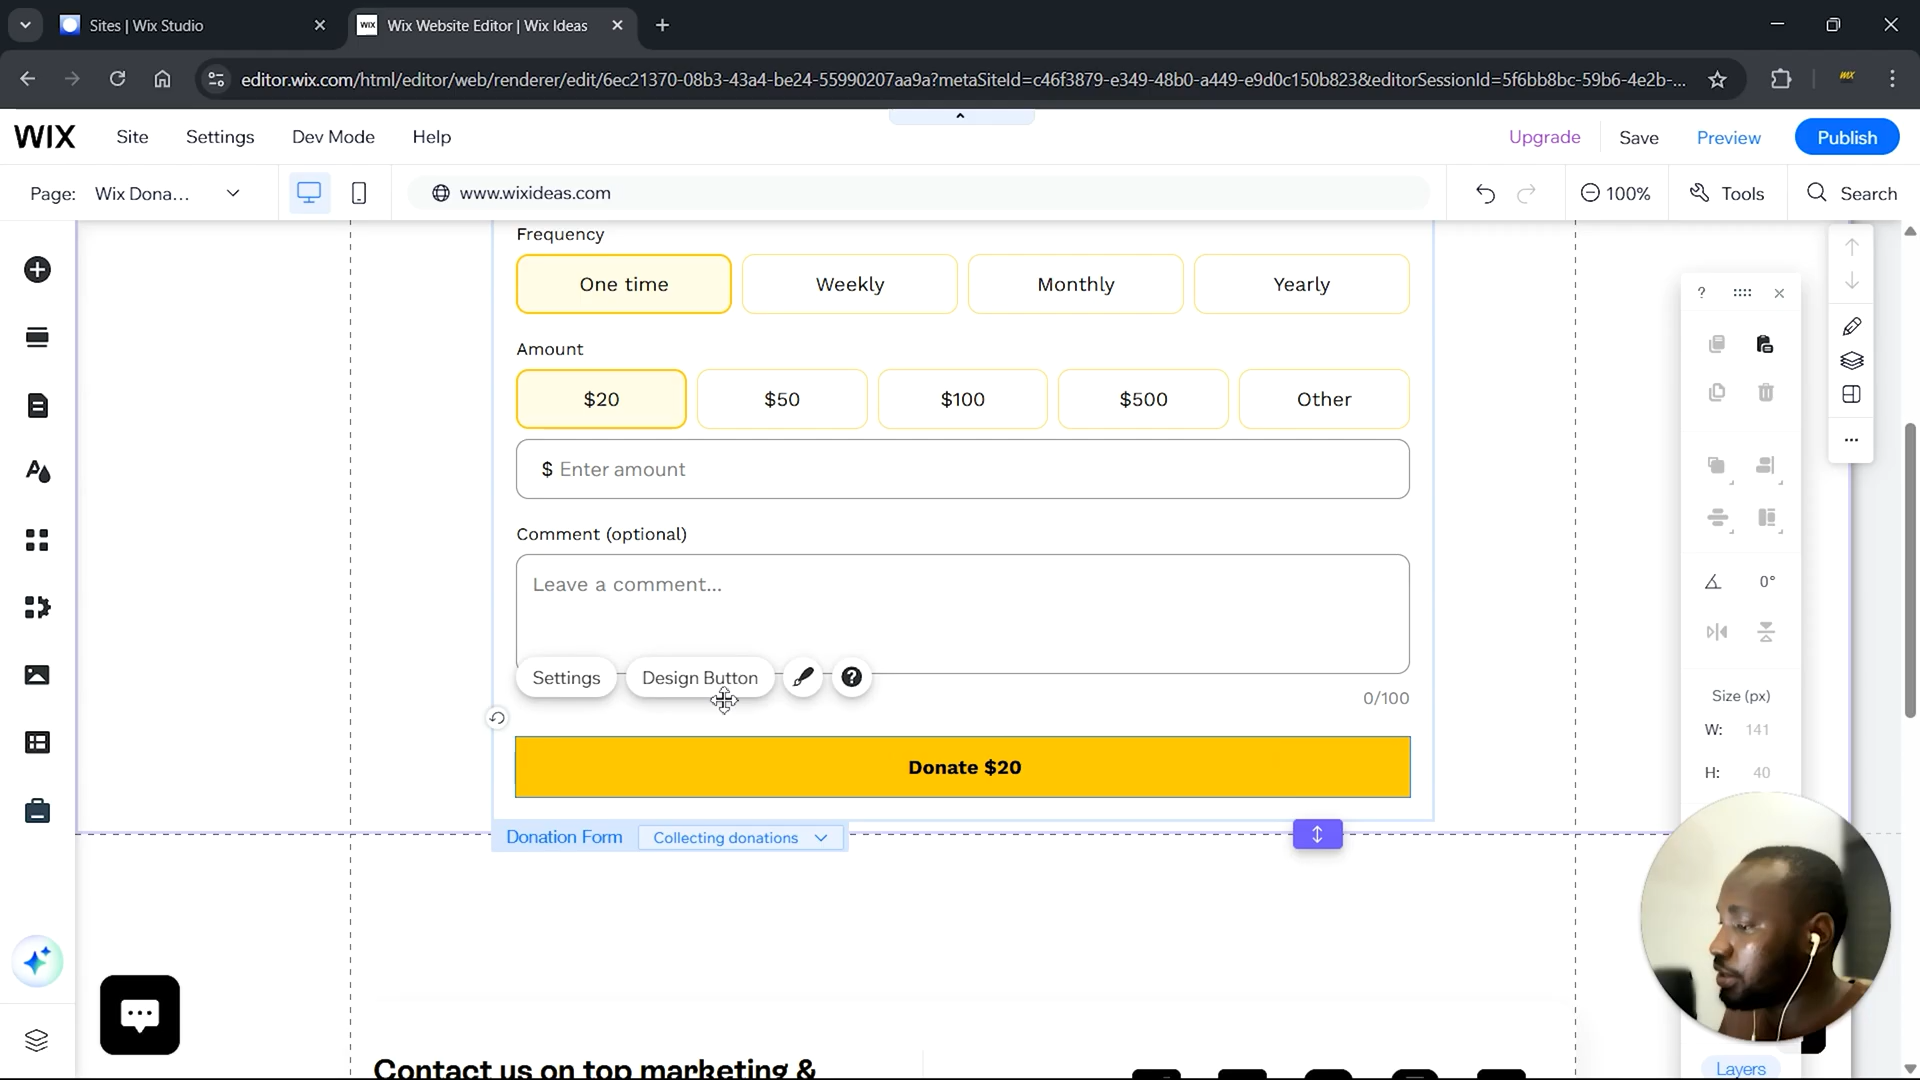 Sites | Wix Studio
WIX
Wix Website Editor | Wix Ideas
editor.wix.com/html/editor/web/renderer/edit/6ec21370-08b3-43a4-be24-55990207aa9a?metaSiteId=c46f3879-e349-48b0-a449-e9d0c150b823&editorSessionId=5f6bb8bc-59b6-4e2b-...
WIX
WIX
Site
Settings
Dev Mode
Help
Upgrade
Save
Preview
Publish
Page: Wix Dona...
www.wixideas.com
100%
Tools
Search
Frequency
One time
Weekly
Monthly
Yearly
Amount
$20
$50
$100
$500
Other
$ Enter amount
Comment (optional)
Leave a comment...
Settings
Design Button
?
0/100
Donate $20
Donation Form
Collecting donations
Contact us on top marketing &
?
0°
Size (px)
W: 141
H: 40
Layers